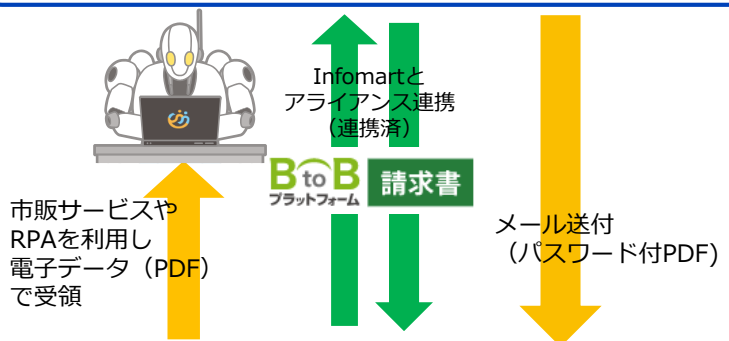 Infomartと
アライアンス連携
（連携済）
BtoB
プラットフォーム
請求書
市販サービスや
RPAを利用し
電子データ（PDF）
で受領
メール送付
（パスワード付PDF)